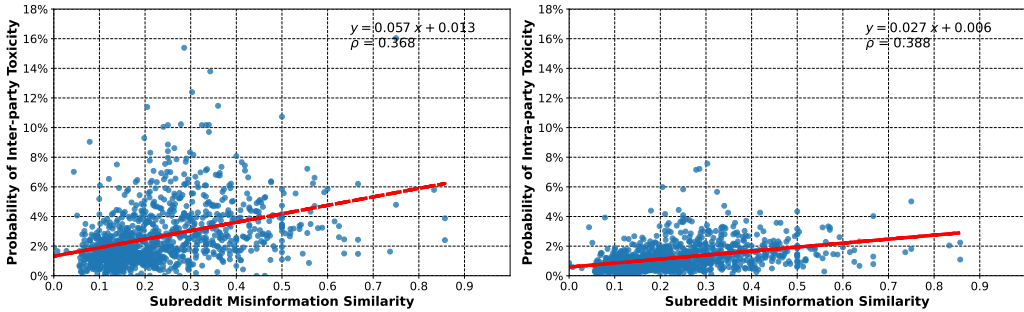 Probability of Inter-party Toxicity
18%
16%
14%
12%
10%
8%
6%
4%
2%
0%
y = 0.057 x + 0.013
ρ = 0.368
0.0 0.1 0.2 0.3 0.4 0.5 0.6 0.7 0.8 0.9
Subreddit Misinformation Similarity
Probability of Intra-party Toxicity
18%
16%
14%
12%
10%
8%
6%
4%
2%
0%
y = 0.027 x + 0.006
ρ = 0.388
0.0 0.1 0.2 0.3 0.4 0.5 0.6 0.7 0.8 0.9
Subreddit Misinformation Similarity